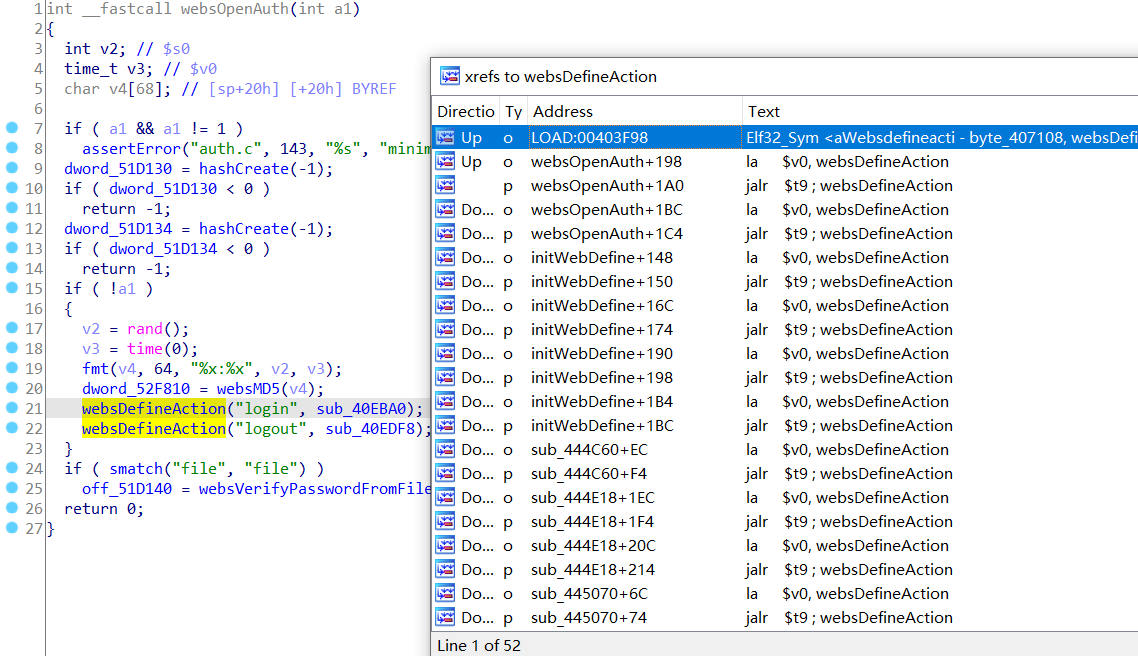 1 int __fastcall websOpenAuth(int a1)
2 {
3 int v2; // $s0
4 time_t v3; // $v0
5 char v4[68]; // [sp+20h] [+20h] BYREF
6
7 if ( a1 && a1 != 1 )
8 assertError("auth.c", 143, "%s", "minim
9 dword_51D130 = hashCreate(-1);
10 if ( dword_51D130 < 0 )
11 return -1;
12 dword_51D134 = hashCreate(-1);
13 if ( dword_51D134 < 0 )
14 return -1;
15 if ( !a1 )
16 {
17 v2 = rand();
18 v3 = time(0);
19 fmt(v4, 64, "%x:%x", v2, v3);
20 dword_52F810 = websMD5(v4);
21 websDefineAction("login", sub_40EBA0);
22 websDefineAction("logout", sub_40EDF8);
23 }
24 if ( smatch("file", "file") )
25 off_51D140 = websVerifyPasswordFromFile
26 return 0;
27 }
xrefs to websDefineAction
Directio Ty Address Text
Up o LOAD:00403F98 Elf32_Sym <aWebsdefineacti - byte_407108, websDefi
Up o websOpenAuth+198 la $v0, websDefineAction
p websOpenAuth+1A0 jalr $t9 ; websDefineAction
Do... o websOpenAuth+1BC la $v0, websDefineAction
Do... p websOpenAuth+1C4 jalr $t9 ; websDefineAction
Do... o initWebDefine+148 la $v0, websDefineAction
Do... p initWebDefine+150 jalr $t9 ; websDefineAction
Do... o initWebDefine+16C la $v0, websDefineAction
Do... p initWebDefine+174 jalr $t9 ; websDefineAction
Do... o initWebDefine+190 la $v0, websDefineAction
Do... p initWebDefine+198 jalr $t9 ; websDefineAction
Do... o initWebDefine+1B4 la $v0, websDefineAction
Do... p initWebDefine+1BC jalr $t9 ; websDefineAction
Do... o sub_444C60+EC la $v0, websDefineAction
Do... p sub_444C60+F4 jalr $t9 ; websDefineAction
Do... o sub_444E18+1EC la $v0, websDefineAction
Do... p sub_444E18+1F4 jalr $t9 ; websDefineAction
Do... o sub_444E18+20C la $v0, websDefineAction
Do... p sub_444E18+214 jalr $t9 ; websDefineAction
Do... o sub_445070+6C la $v0, websDefineAction
Do... p sub_445070+74 jalr $t9 ; websDefineAction
Line 1 of 52